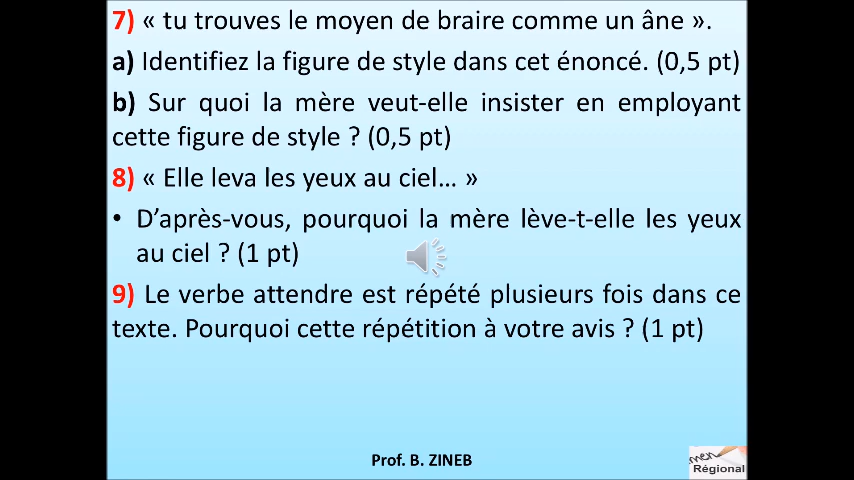 7) « tu trouves le moyen de braire comme un âne ».
a) Identifiez la figure de style dans cet énoncé. (0,5 pt)
b) Sur quoi la mère veut-elle insister en employant
cette figure de style ? (0,5 pt)
8) « Elle leva les yeux au ciel… »
• D’après-vous, pourquoi la mère lève-t-elle les yeux
au ciel ? (1 pt)
9) Le verbe attendre est répété plusieurs fois dans ce
texte. Pourquoi cette répétition à votre avis ? (1 pt)
Prof. B. ZINEB
men
Régional